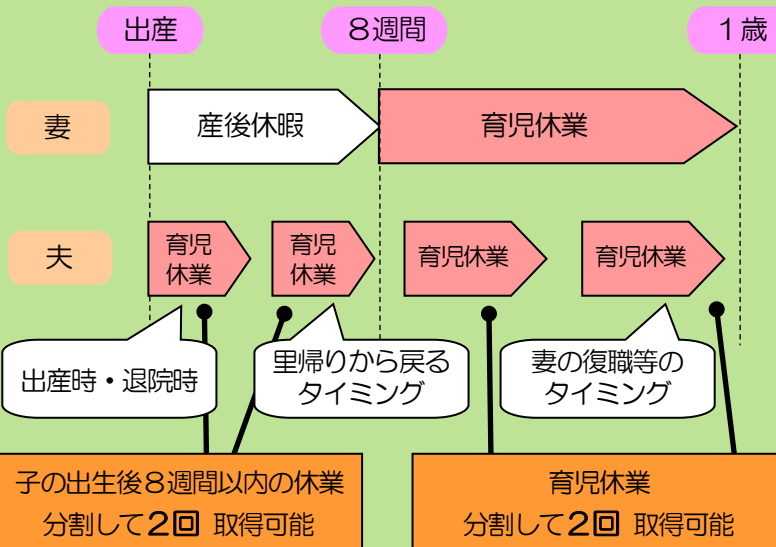 出産
8週間
1歳
妻
産後休暇
育児休業
夫
育児
休業
育児
休業
育児休業
育児休業
出産時・退院時
里帰りから戻る
タイミング
妻の復職等の
タイミング
子の出生後8週間以内の休業
分割して2回 取得可能
育児休業
分割して2回 取得可能